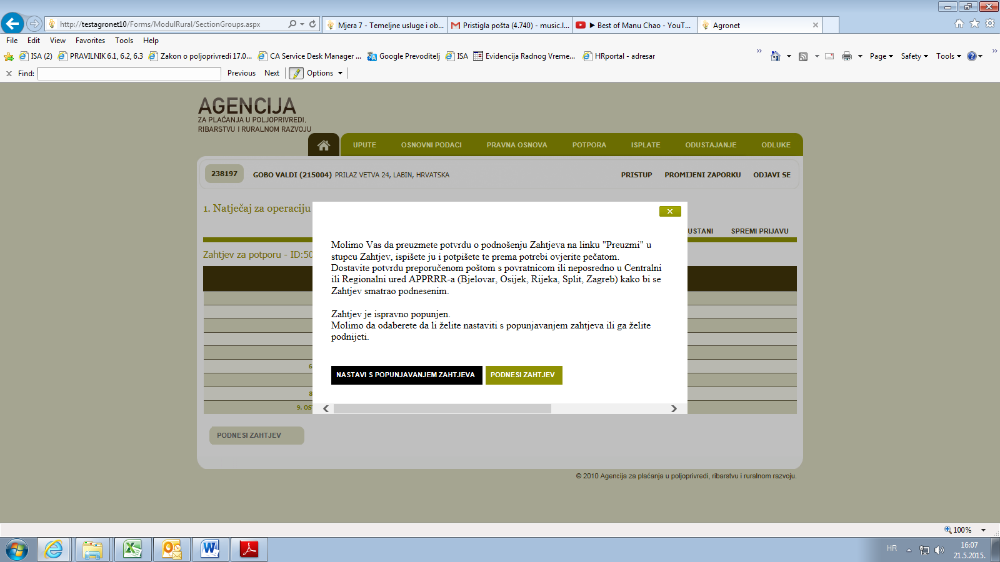 http://testagronet10/Forms/ModulRural/SectionGroups.aspx
Mjera 7 - Temeljne usluge i ob...
Pristigla pošta (4.740) - music.l...
▶ Best of Manu Chao - YouT...
Agronet
File Edit View Favorites Tools Help
ISA (2) PRAVILNIK 6.1, 6.2, 6.3 Zakon o poljoprivredi 17.0... CA Service Desk Manager ... Google Prevoditelj ISA Evidencija Radnog Vreme... HRportal - adresar
Page Safety Tools
Find: Previous Next Options
AGENCIJA
ZA PLAĆANJA U POLJOPRIVREDI,
RIBARSTVU I RURALNOM RAZVOJU
UPUTE OSNOVNI PODACI PRAVNA OSNOVA POTPORA ISPLATE ODUSTAJANJE ODLUKE
238197 GOBO VALDI (215004) PRILAZ VETVA 24, LABIN, HRVATSKA PRISTUP PROMIJENI ZAPORKU ODJAVI SE
1. Natječaj za operaciju
USTANI SPREMI PRIJAVU
Zahtjev za potporu - ID:50
Molimo Vas da preuzmete potvrdu o podnošenju Zahtjeva na linku "Preuzmi" u
stupcu Zahtjev, ispišete ju i potpišete te prema potrebi ovjerite pečatom.
Dostavite potvrdu preporučenom poštom s povratnicom ili neposredno u Centralni
ili Regionalni ured APPRRR-a (Bjelovar, Osijek, Rijeka, Split, Zagreb) kako bi se
Zahtjev smatrao podnesenim.
Zahtjev je ispravno popunjen.
Molimo da odaberete da li želite nastaviti s popunjavanjem zahtjeva ili ga želite
podnijeti.
6
NASTAVI S POPUNJAVANJEM ZAHTJEVA PODNESI ZAHTJEV
8
9. OST
PODNESI ZAHTJEV
© 2010 Agencija za plaćanja u poljoprivredi, ribarstvu i ruralnom razvoju.
100%
HR
16:07
21.5.2015.